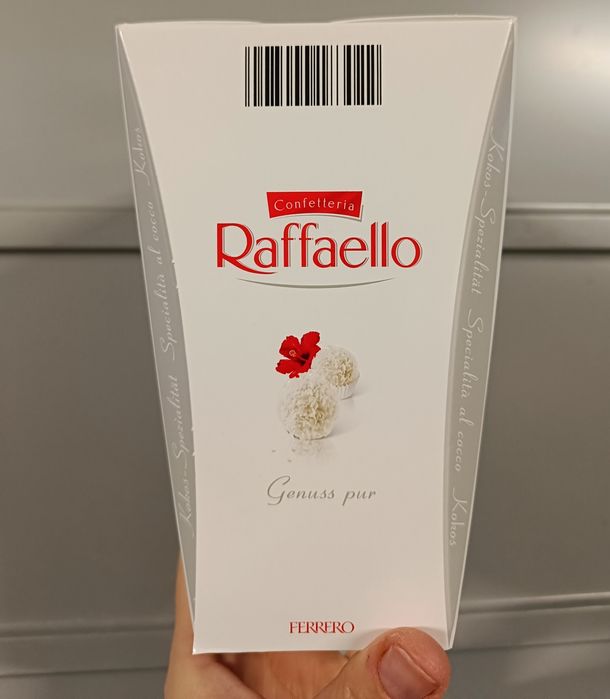 Confetteria
Raffaello
Genuss pur
FERRERO
Kokos-Spezialität Specialità al cocco Kokos
Kokos-Spezialität Specialità al cocco Kokos